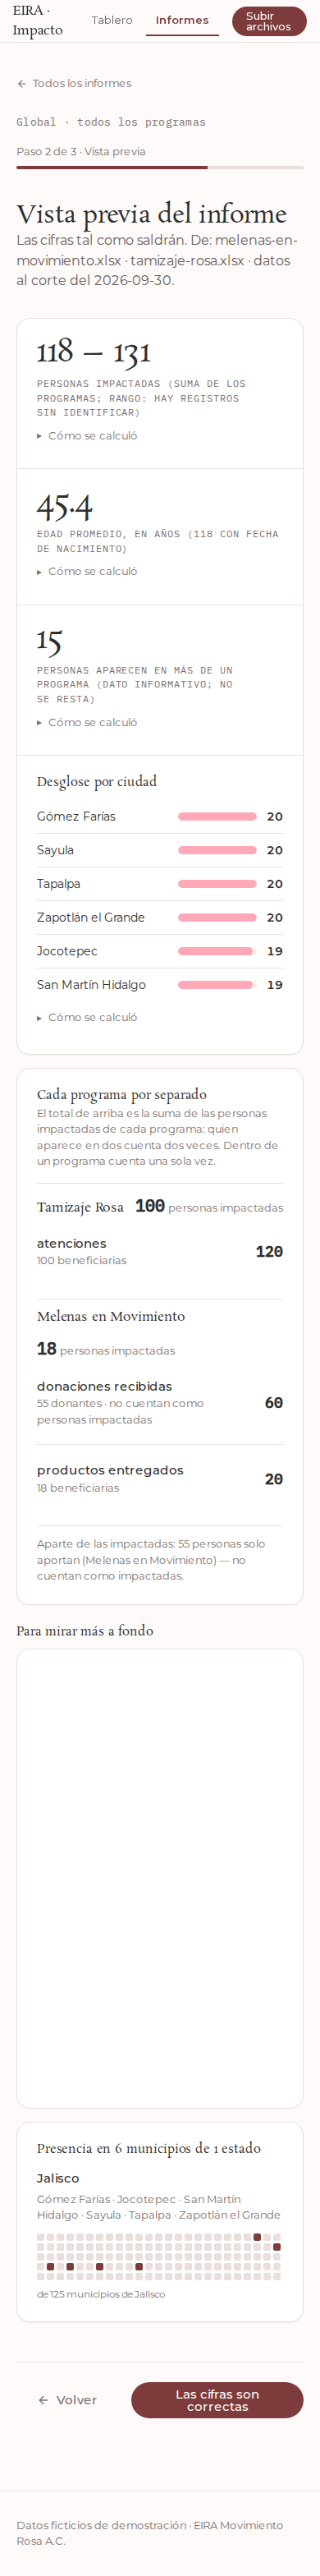 EIRA ·
Impacto
Tablero
Informes
Subir
archivos
← Todos los informes
Global · todos los programas
Paso 2 de 3 · Vista previa
Vista previa del informe
Las cifras tal como saldrán. De: melenas-en-
movimiento.xlsx · tamizaje-rosa.xlsx · datos
al corte del 2026-09-30.
118 – 131
PERSONAS IMPACTADAS (SUMA DE LOS
PROGRAMAS; RANGO: HAY REGISTROS
SIN IDENTIFICAR)
▸ Cómo se calculó
45.4
EDAD PROMEDIO, EN AÑOS (118 CON FECHA
DE NACIMIENTO)
▸ Cómo se calculó
15
PERSONAS APARECEN EN MÁS DE UN
PROGRAMA (DATO INFORMATIVO; NO
SE RESTA)
▸ Cómo se calculó
Desglose por ciudad
Gómez Farías 20
Sayula 20
Tapalpa 20
Zapotlán el Grande 20
Jocotepec 19
San Martín Hidalgo 19
▸ Cómo se calculó
Cada programa por separado
El total de arriba es la suma de las personas
impactadas de cada programa: quien
aparece en dos cuenta dos veces. Dentro de
un programa cuenta una sola vez.
Tamizaje Rosa 100 personas impactadas
atenciones
100 beneficiarias
120
Melenas en Movimiento
18 personas impactadas
donaciones recibidas
55 donantes · no cuentan como
personas impactadas
60
productos entregados
18 beneficiarias
20
Aparte de las impactadas: 55 personas solo
aportan (Melenas en Movimiento) — no
cuentan como impactadas.
Para mirar más a fondo
Presencia en 6 municipios de 1 estado
Jalisco
Gómez Farías · Jocotepec · San Martín
Hidalgo · Sayula · Tapalpa · Zapotlán el Grande
de 125 municipios de Jalisco
← Volver
Las cifras son
correctas
Datos ficticios de demostración · EIRA Movimiento
Rosa A.C.